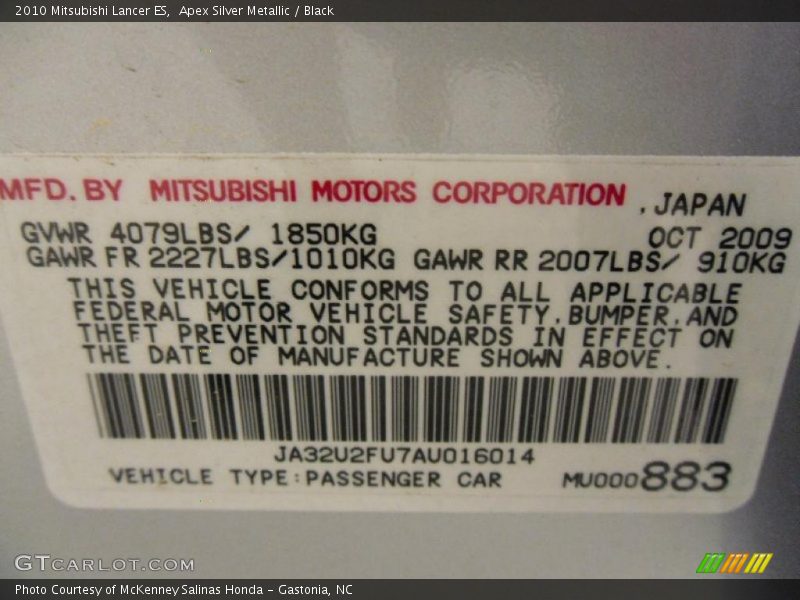 2010 Mitsubishi Lancer ES,  Apex Silver Metallic / Black
MFD. BY MITSUBISHI MOTORS CORPORATION , JAPAN
GVWR 4079LBS/ 1850KG OCT 2009
GAWR FR 2227LBS/1010KG GAWR RR 2007LBS/ 910KG
THIS VEHICLE CONFORMS TO ALL APPLICABLE
FEDERAL MOTOR VEHICLE SAFETY,BUMPER,AND
THEFT PREVENTION STANDARDS IN EFFECT ON
THE DATE OF MANUFACTURE SHOWN ABOVE.
JA32U2FU7AU016014
VEHICLE TYPE:PASSENGER CAR MU000883
GTCARLOT.COM
Photo Courtesy of McKenney Salinas Honda - Gastonia, NC